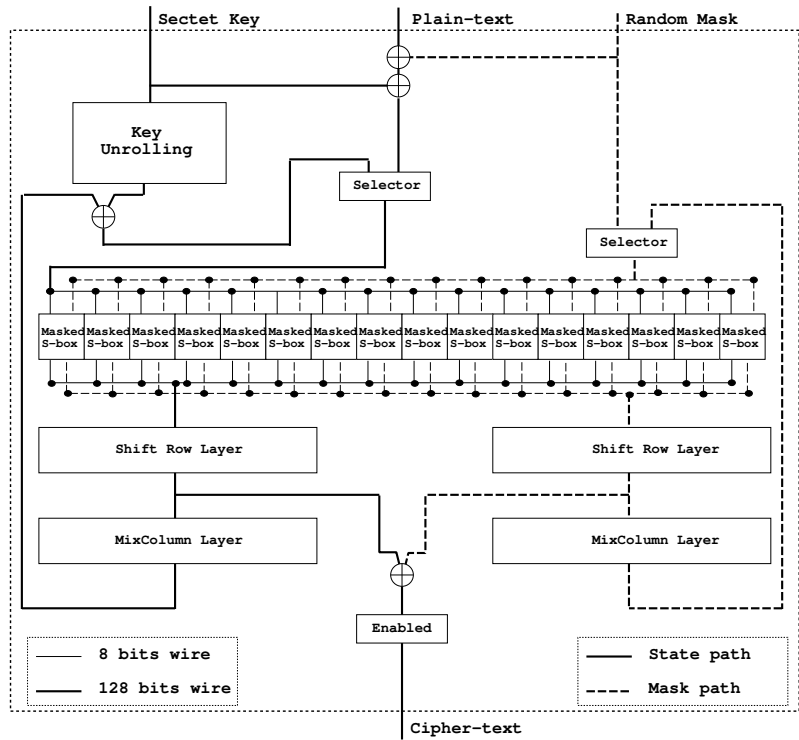 Sectet Key
Plain-text
Random Mask
Key
Unrolling
Selector
Selector
Masked Masked Masked Masked Masked Masked Masked Masked Masked Masked Masked Masked Masked Masked Masked Masked
S-box S-box S-box S-box S-box S-box S-box S-box S-box S-box S-box S-box S-box S-box S-box S-box
Shift Row Layer
Shift Row Layer
MixColumn Layer
MixColumn Layer
Enabled
8 bits wire
128 bits wire
State path
Mask path
Cipher-text